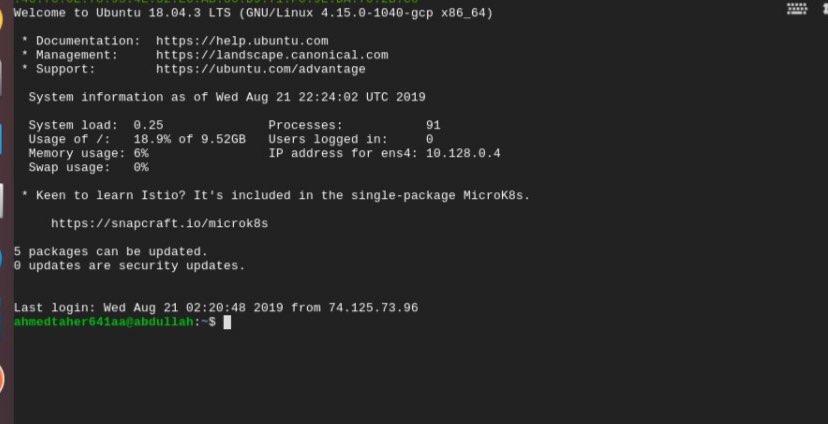 Welcome to Ubuntu 18.04.3 LTS (GNU/Linux 4.15.0-1040-gcp x86_64)
* Documentation: https://help.ubuntu.com
* Management: https://landscape.canonical.com
* Support: https://ubuntu.com/advantage
System information as of Wed Aug 21 22:24:02 UTC 2019
System load: 0.25 Processes: 91
Usage of /: 18.9% of 9.52GB Users logged in: 0
Memory usage: 6% IP address for ens4: 10.128.0.4
Swap usage: 0%
* Keen to learn Istio? It's included in the single-package MicroK8s.
https://snapcraft.io/microk8s
5 packages can be updated.
0 updates are security updates.
Last login: Wed Aug 21 02:20:48 2019 from 74.125.73.96
ahmedtaher641aa@abdullah:~$